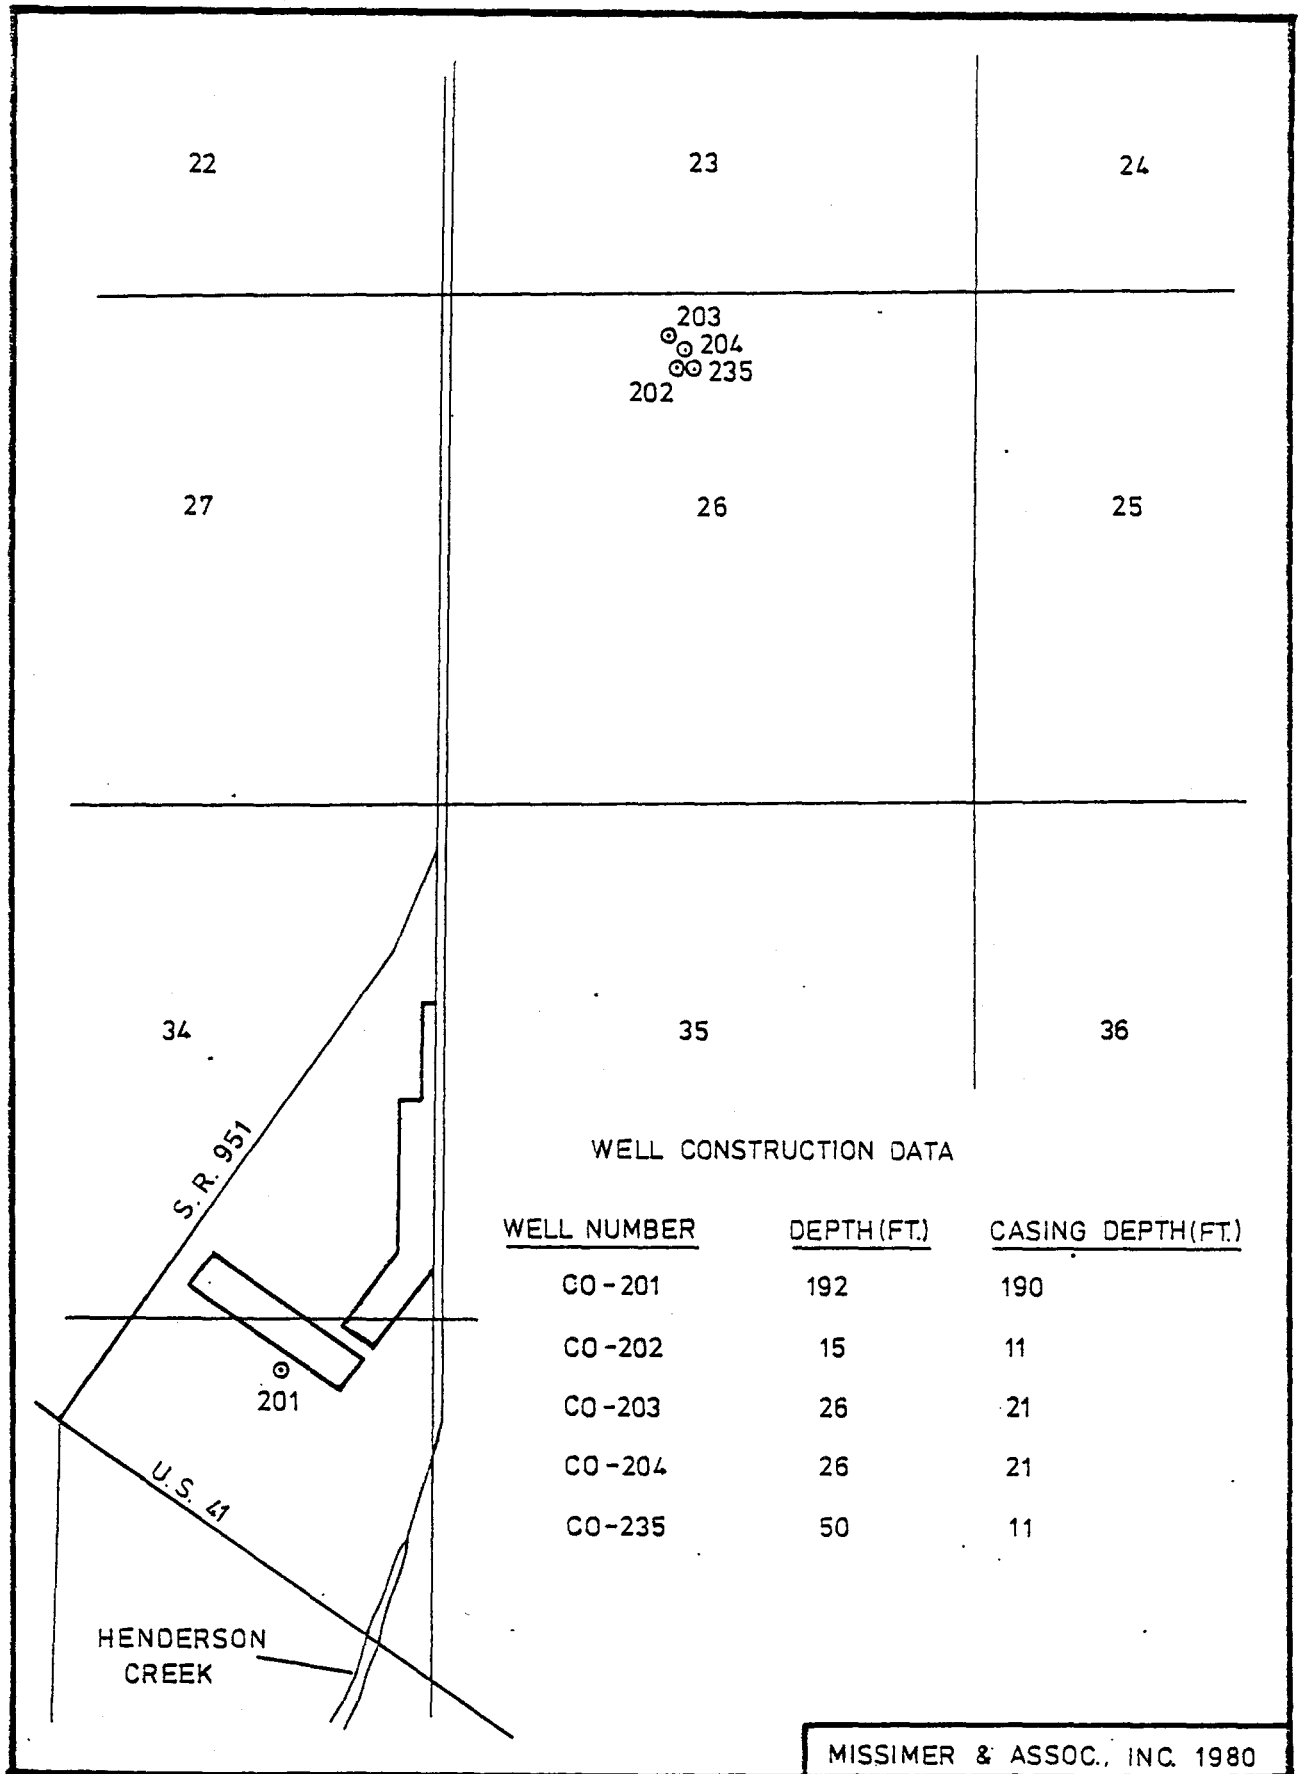 22 23 24
203
204
235
202
27 26 25
34 35 36
S. R. 951
WELL CONSTRUCTION DATA
WELL NUMBER DEPTH (FT.) CASING DEPTH (FT.)
CO-201 192 190
CO-202 15 11
CO-203 26 21
CO-204 26 21
CO-235 50 11
201
U. S. 41
HENDERSON
CREEK
MISSIMER & ASSOC., INC. 1980